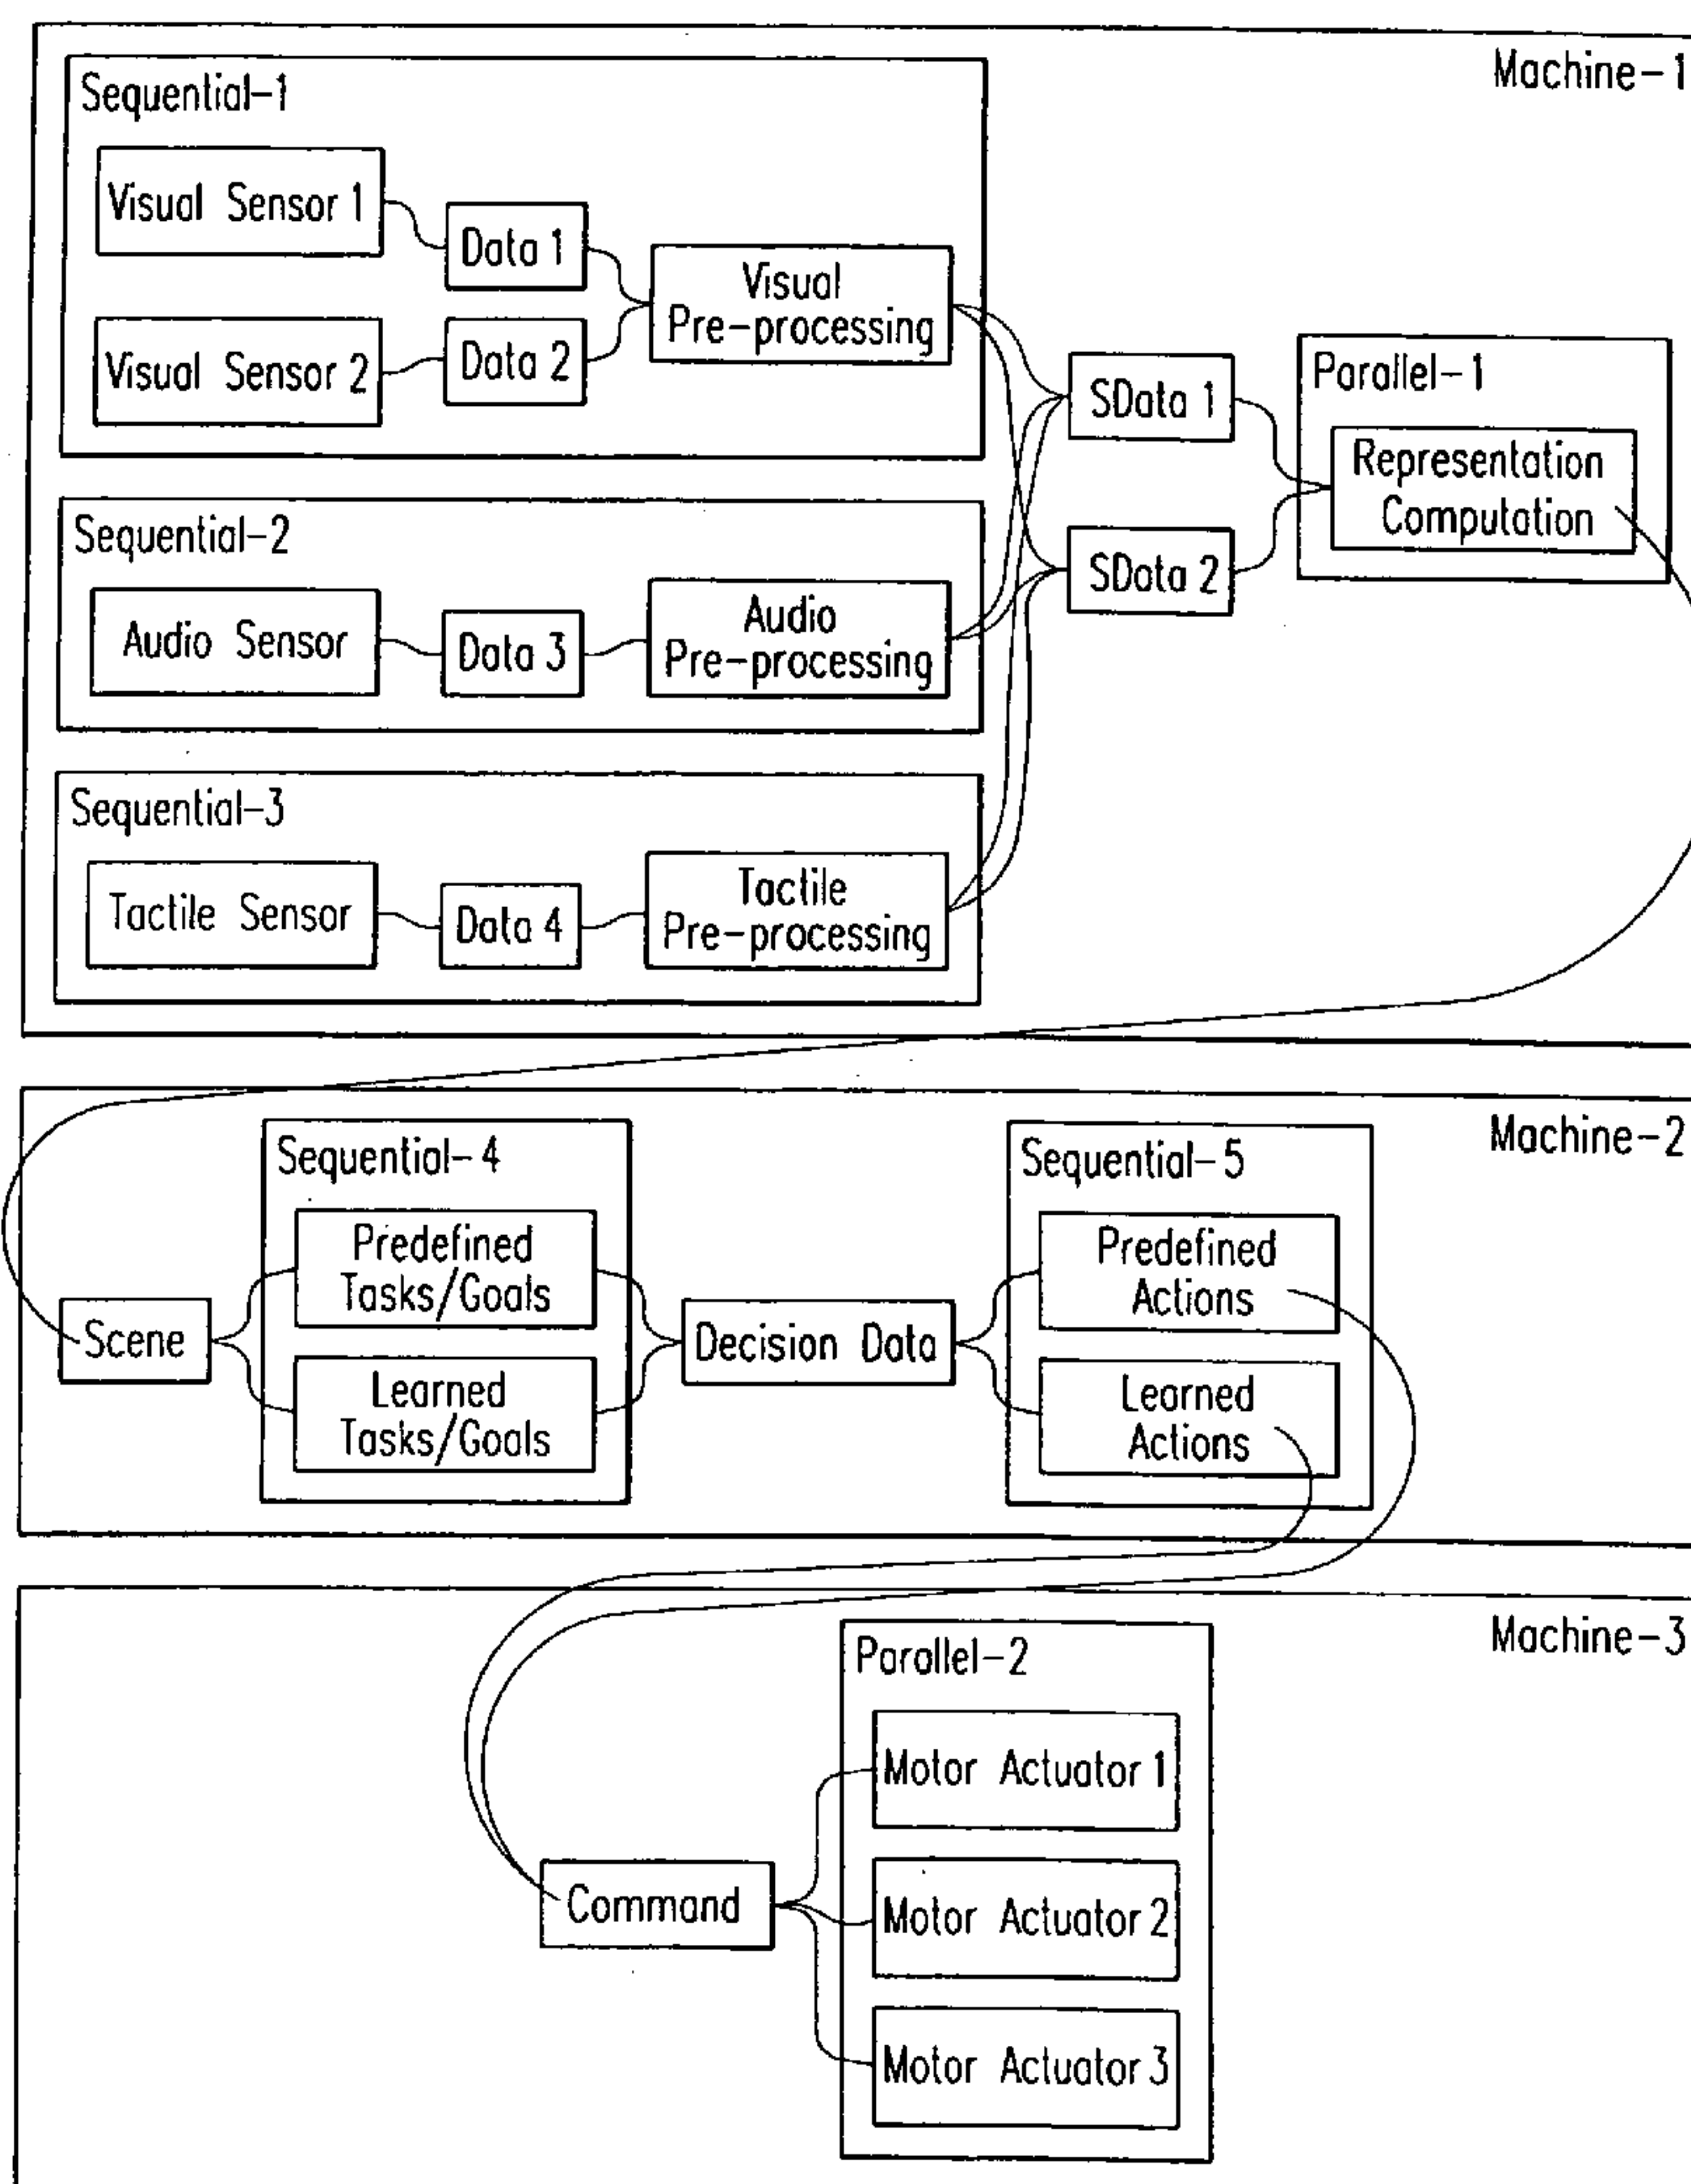 Machine-1
Sequential-1
Visual Sensor 1
Data 1
Visual
Pre-processing
Visual Sensor 2
Data 2
SData 1
Parallel-1
Representation
Computation
Sequential-2
SData 2
Audio Sensor
Data 3
Audio
Pre-processing
Sequential-3
Tactile Sensor
Data 4
Tactile
Pre-processing
Machine-2
Sequential-4
Sequential-5
Predefined
Tasks/Goals
Predefined
Actions
Scene
Decision Data
Learned
Tasks/Goals
Learned
Actions
Machine-3
Parallel-2
Motor Actuator 1
Command
Motor Actuator 2
Motor Actuator 3